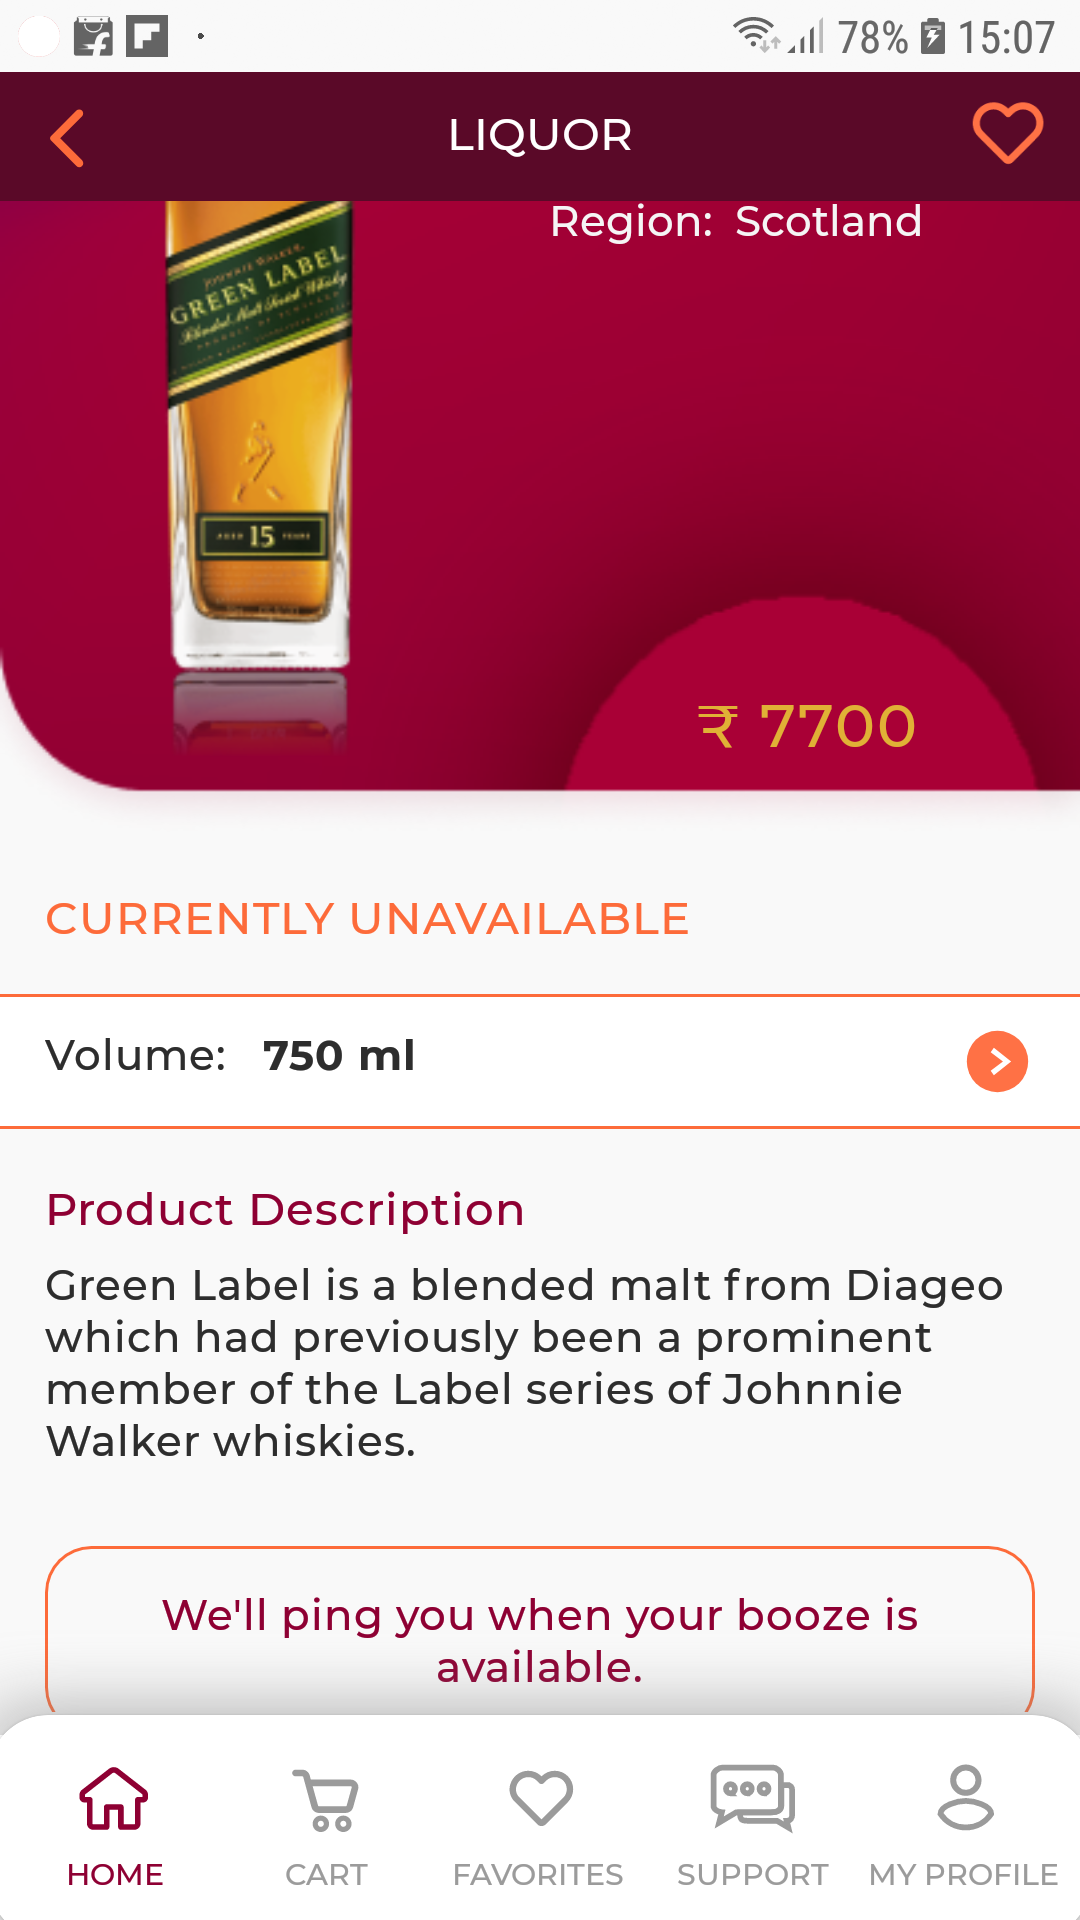 78% 15:07
LIQUOR
Region: Scotland
JOHNNIE WALKER
GREEN LABEL
Blended Malt Scotch Whisky
AGED 15 YEARS
₹ 7700
CURRENTLY UNAVAILABLE
Volume: 750 ml
Product Description
Green Label is a blended malt from Diageo
which had previously been a prominent
member of the Label series of Johnnie
Walker whiskies.
We'll ping you when your booze is
available.
HOME CART FAVORITES SUPPORT MY PROFILE